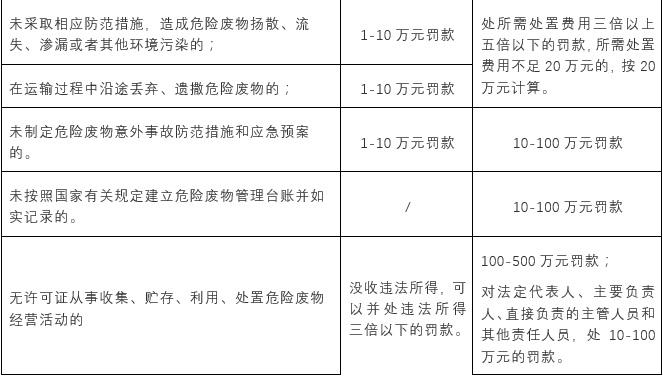 未采取相应防范措施，造成危险废物扬散、流
失、渗漏或者其他环境污染的；
1-10 万元罚款
处所需处置费用三倍以上
五倍以下的罚款，所需处置
费用不足 20 万元的，按 20
万元计算。
在运输过程中沿途丢弃、遗撒危险废物的；
1-10 万元罚款
未制定危险废物意外事故防范措施和应急预案
的。
1-10 万元罚款
10-100 万元罚款
未按照国家有关规定建立危险废物管理台账并如
实记录的。
/
10-100 万元罚款
无许可证从事收集、贮存、利用、处置危险废物
经营活动的
没收违法所得，可
以并处违法所得
三倍以下的罚款。
100-500 万元罚款；
对法定代表人、主要负责
人、直接负责的主管人员和
其他责任人员，处 10-100
万元的罚款。